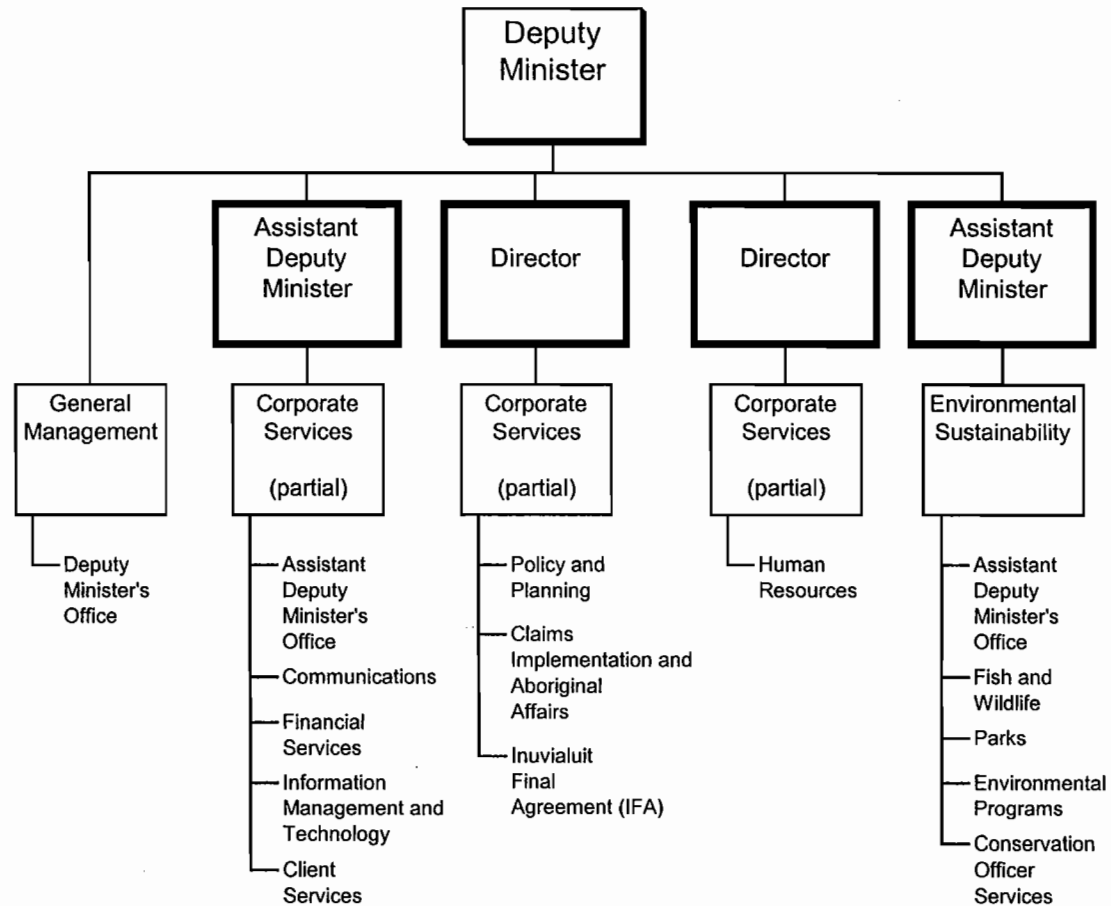 Deputy
Minister
Assistant
Deputy
Minister
Director
Director
Assistant
Deputy
Minister
General
Management
Corporate
Services
(partial)
Corporate
Services
(partial)
Corporate
Services
(partial)
Environmental
Sustainability
Deputy
Minister's
Office
Assistant
Deputy
Minister's
Office
Communications
Financial
Services
Information
Management and
Technology
Client
Services
Policy and
Planning
Claims
Implementation and
Aboriginal
Affairs
Inuvialuit
Final
Agreement (IFA)
Human
Resources
Assistant
Deputy
Minister's
Office
Fish and
Wildlife
Parks
Environmental
Programs
Conservation
Officer
Services